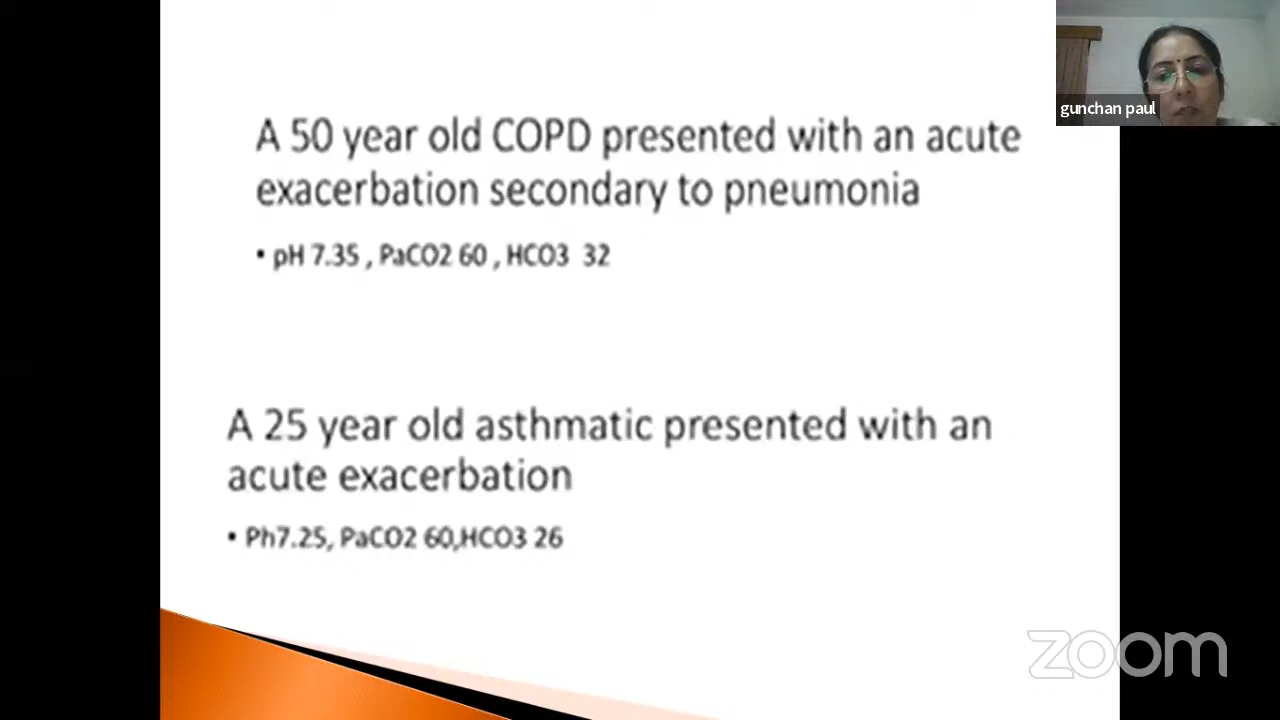 gunchan paul
A 50 year old COPD presented with an acute
exacerbation secondary to pneumonia
• pH 7.35 , PaCO2 60 , HCO3 32
A 25 year old asthmatic presented with an
acute exacerbation
• Ph7.25, PaCO2 60,HCO3 26
zoom